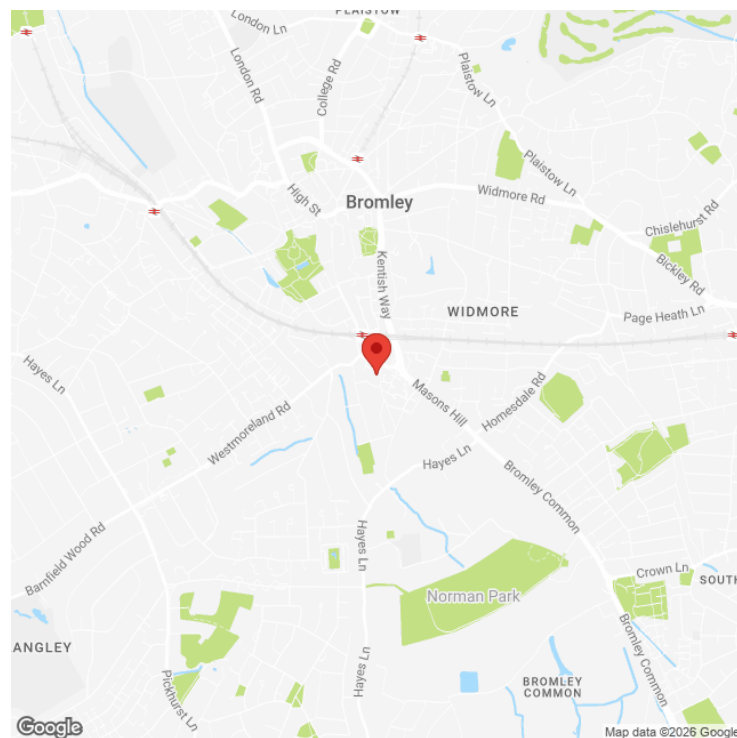 PLAISTOW
London Ln
London Rd
College Rd
Plaistow Ln
Plaistow Ln
High St
Bromley
Widmore Rd
Chislehurst Rd
Bickley Rd
Kentish Way
WIDMORE
Page Heath Ln
Hayes Ln
Westmoreland Rd
Masons Hill
Homesdale Rd
Hayes Ln
Bromley Common
Barnfield Wood Rd
Hayes Ln
Crown Ln
SOUTH
Norman Park
ANGLEY
Pickhurst Ln
Hayes Ln
BROMLEY
COMMON
Bromley Common
Google
Map data ©2026 Google